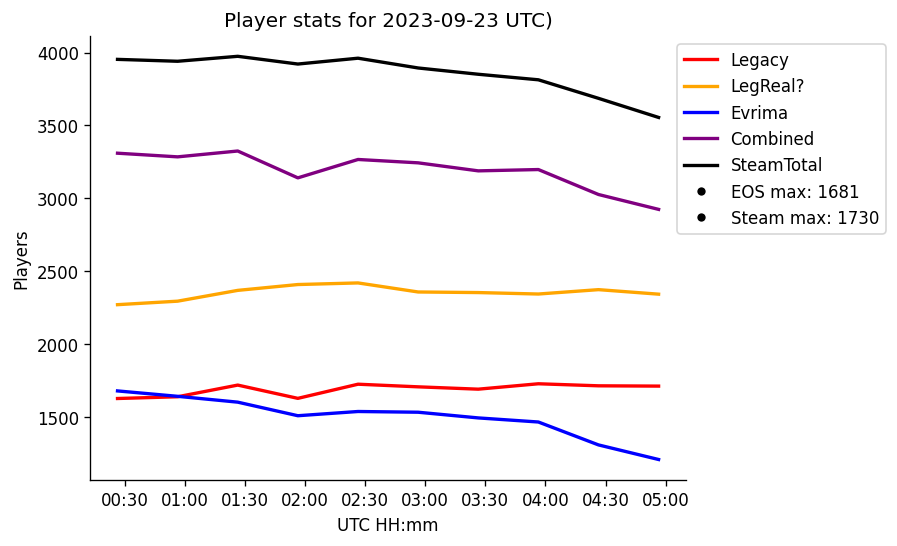 Player stats for 2023-09-23 UTC)
4000
3500
3000
2500
2000
1500
Players
00:30 01:00 01:30 02:00 02:30 03:00 03:30 04:00 04:30 05:00
UTC HH:mm
Legacy
LegReal?
Evrima
Combined
SteamTotal
EOS max: 1681
Steam max: 1730